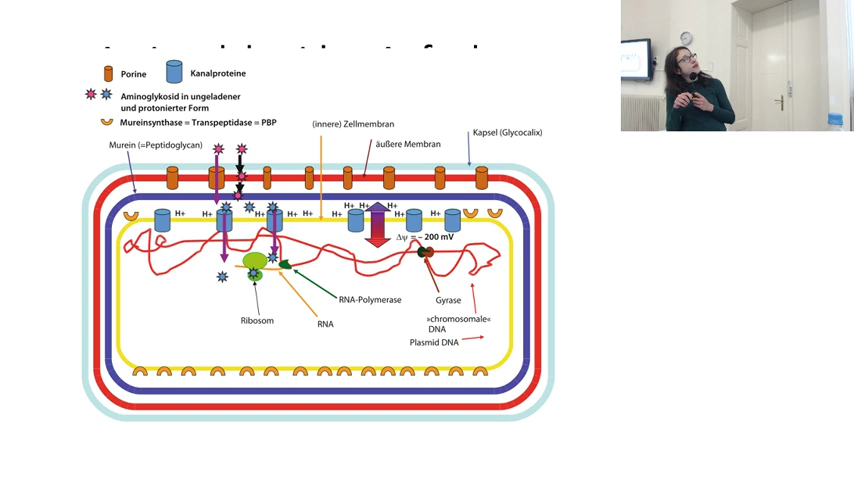 Porine
Kanalproteine
Aminoglykosid in ungeladener
und protonierter Form
Mureinsynthase = Transpeptidase = PBP
(innere) Zellmembran
Kapsel (Glycocalix)
Murein (=Peptidoglycan)
äußere Membran
H+ H+ H+ H+ H+ H+ H+ H+ H+ H+
Δψ = – 200 mV
RNA-Polymerase
Gyrase
Ribosom
RNA
»chromosomale«
DNA
Plasmid DNA